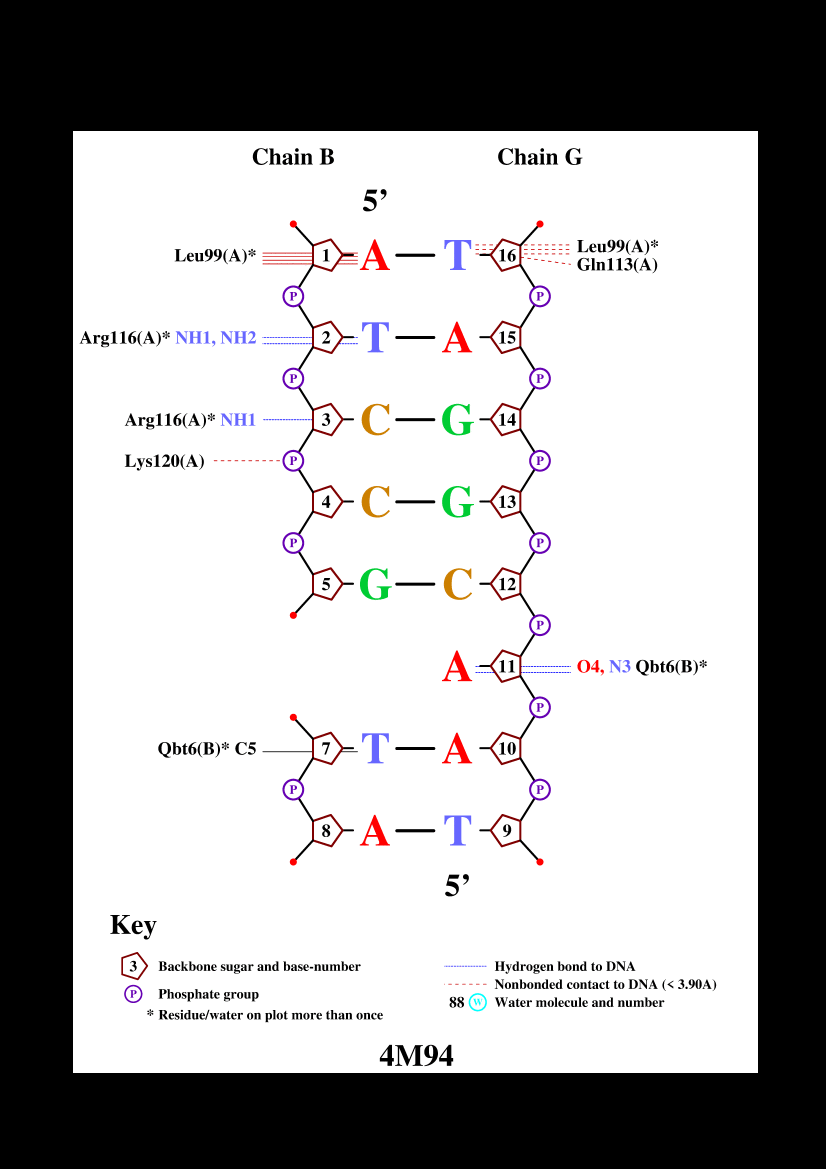 Chain B Chain G
5’
Leu99(A)* 1 A T 16 Leu99(A)*
Gln113(A)
P P
Arg116(A)* NH1, NH2 2 T A 15
P P
Arg116(A)* NH1 3 C G 14
Lys120(A) P P
4 C G 13
P P
5 G C 12
P
A 11 O4, N3 Qbt6(B)*
P
Qbt6(B)* C5 7 T A 10
P P
8 A T 9
5’
Key
3 Backbone sugar and base-number
P Phosphate group
* Residue/water on plot more than once
Hydrogen bond to DNA
Nonbonded contact to DNA (< 3.90A)
88 W Water molecule and number
4M94